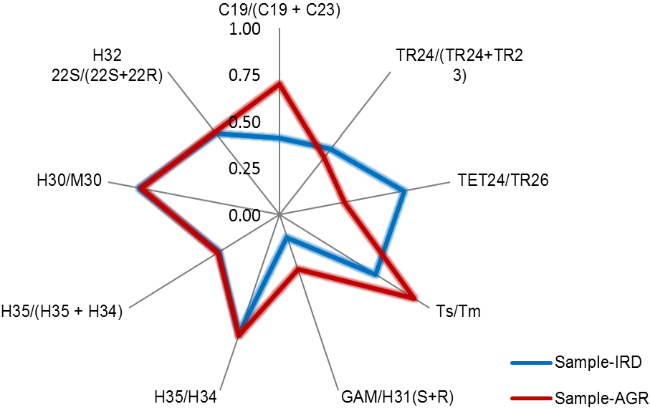 C19/(C19 + C23)
1.00
H32
22S/(22S+22R)
TR24/(TR24+TR2
3)
0.75
0.50
H30/M30
TET24/TR26
0.25
0.00
H35/(H35 + H34)
Ts/Tm
H35/H34
GAM/H31(S+R)
Sample-IRD
Sample-AGR